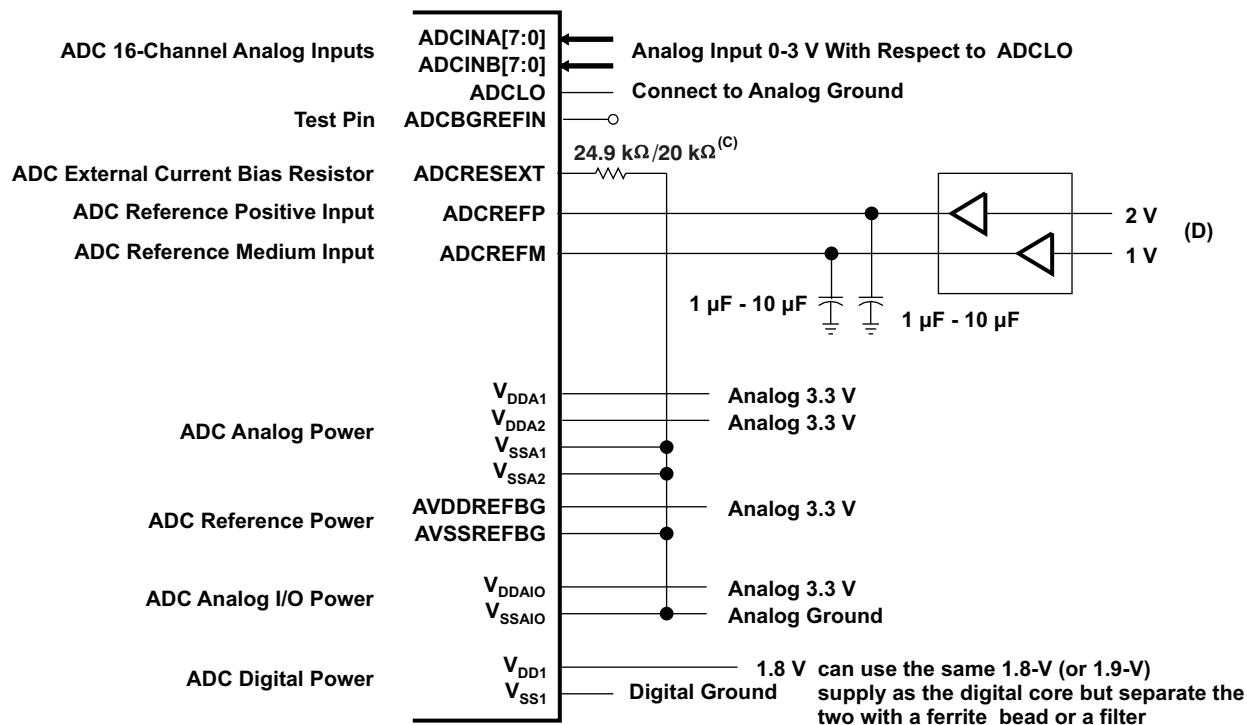 ADC 16-Channel Analog Inputs
ADCINA[7:0]
ADCINB[7:0]
Analog Input 0-3 V With Respect to ADCLO
ADCLO
Connect to Analog Ground
Test Pin
ADCBGREFIN
24.9 kΩ/20 kΩ(C)
ADC External Current Bias Resistor
ADCRESEXT
ADC Reference Positive Input
ADCREFP
2 V
(D)
ADC Reference Medium Input
ADCREFM
1 V
1 µF - 10 µF
1 µF - 10 µF
ADC Analog Power
VDDA1
Analog 3.3 V
VDDA2
Analog 3.3 V
VSSA1
VSSA2
ADC Reference Power
AVDDREFBG
Analog 3.3 V
AVSSREFBG
ADC Analog I/O Power
VDDAIO
Analog 3.3 V
VSSAIO
Analog Ground
ADC Digital Power
VDD1
1.8 V can use the same 1.8-V (or 1.9-V)
supply as the digital core but separate the
two with a ferrite bead or a filter
VSS1
Digital Ground